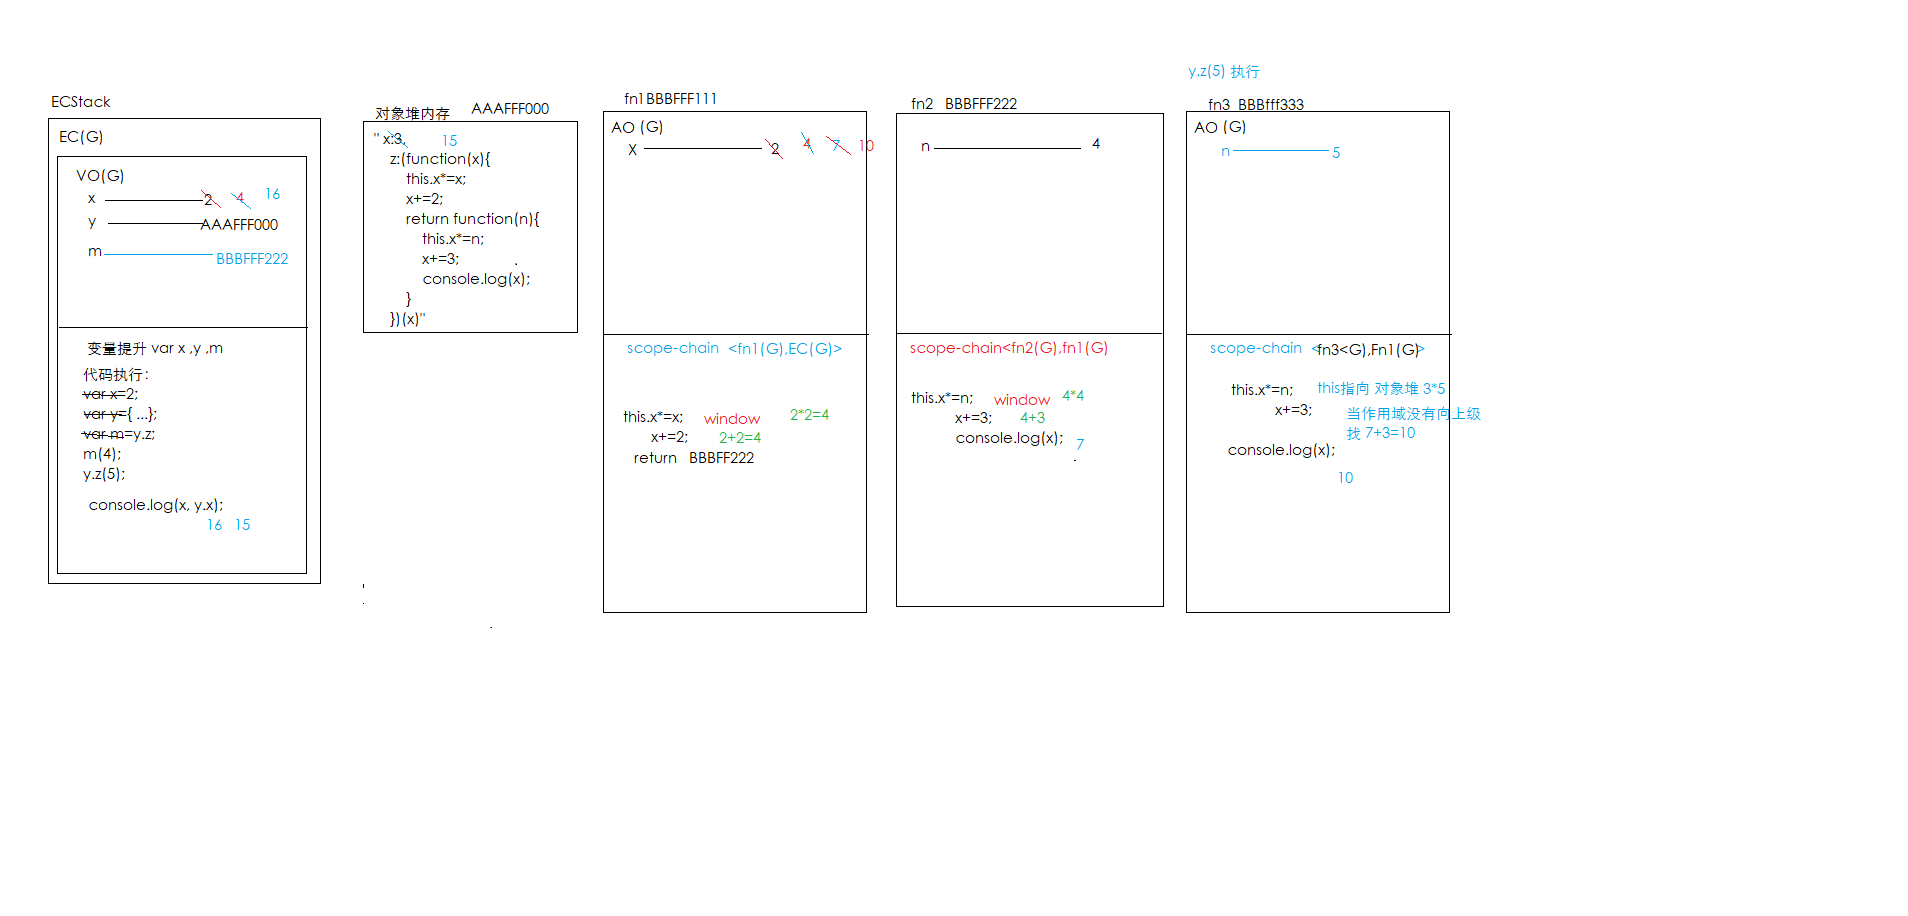 ECStack
EC(G)
VO(G)
x 2 4 16
y AAAFFF000
m BBBFFF222
变量提升 var x ,y ,m
代码执行：
var x=2;
var y={ ...};
var m=y.z;
m(4);
y.z(5);
console.log(x, y.x);
16 15
对象堆内存 AAAFFF000
" x:3, 15
z:(function(x){
this.x*=x;
x+=2;
return function(n){
this.x*=n;
x+=3;
console.log(x);
}
})(x)"
fn1BBBFFF111
AO (G)
X 2 4 7 10
scope-chain <fn1(G),EC(G)>
this.x*=x; window 2*2=4
x+=2; 2+2=4
return BBBFF222
fn2 BBBFFF222
n 4
scope-chain<fn2(G),fn1(G)
this.x*=n; window 4*4
x+=3; 4+3
console.log(x); 7
y.z(5) 执行
fn3 BBBfff333
AO (G)
n 5
scope-chain <fn3<G),Fn1(G)>
this.x*=n; this指向 对象堆 3*5
x+=3; 当作用域没有向上级
找 7+3=10
console.log(x);
10